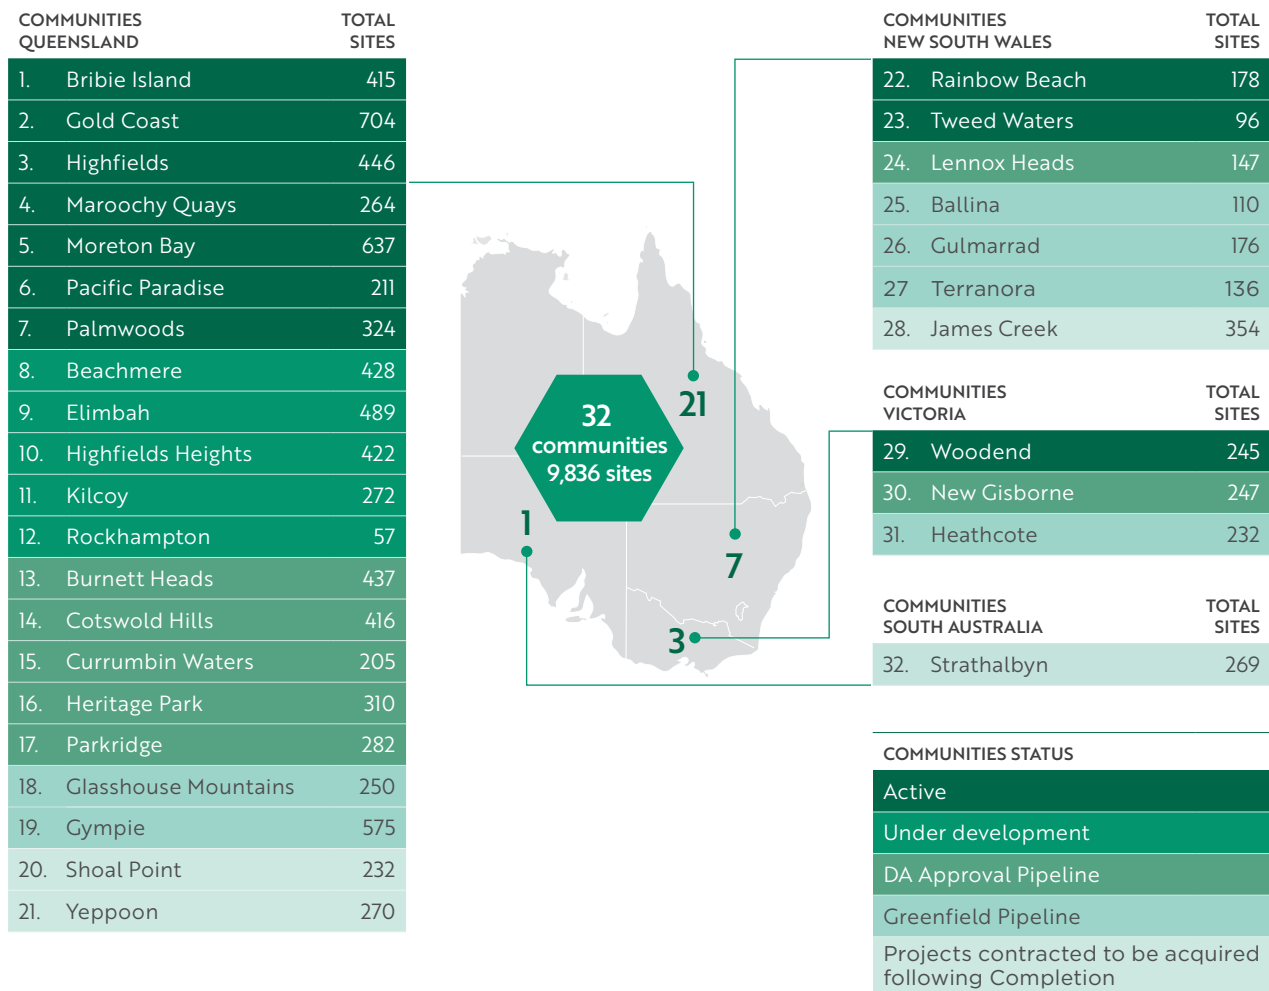 COMMUNITIES QUEENSLAND TOTAL SITES
1. Bribie Island 415
2. Gold Coast 704
3. Highfields 446
4. Maroochy Quays 264
5. Moreton Bay 637
6. Pacific Paradise 211
7. Palmwoods 324
8. Beachmere 428
9. Elimbah 489
10. Highfields Heights 422
11. Kilcoy 272
12. Rockhampton 57
13. Burnett Heads 437
14. Cotswold Hills 416
15. Currumbin Waters 205
16. Heritage Park 310
17. Parkridge 282
18. Glasshouse Mountains 250
19. Gympie 575
20. Shoal Point 232
21. Yeppoon 270
32
communities
9,836 sites
21
1
7
3
COMMUNITIES NEW SOUTH WALES TOTAL SITES
22. Rainbow Beach 178
23. Tweed Waters 96
24. Lennox Heads 147
25. Ballina 110
26. Gulmarrad 176
27 Terranora 136
28. James Creek 354
COMMUNITIES VICTORIA TOTAL SITES
29. Woodend 245
30. New Gisborne 247
31. Heathcote 232
COMMUNITIES SOUTH AUSTRALIA TOTAL SITES
32. Strathalbyn 269
COMMUNITIES STATUS
Active
Under development
DA Approval Pipeline
Greenfield Pipeline
Projects contracted to be acquired
following Completion